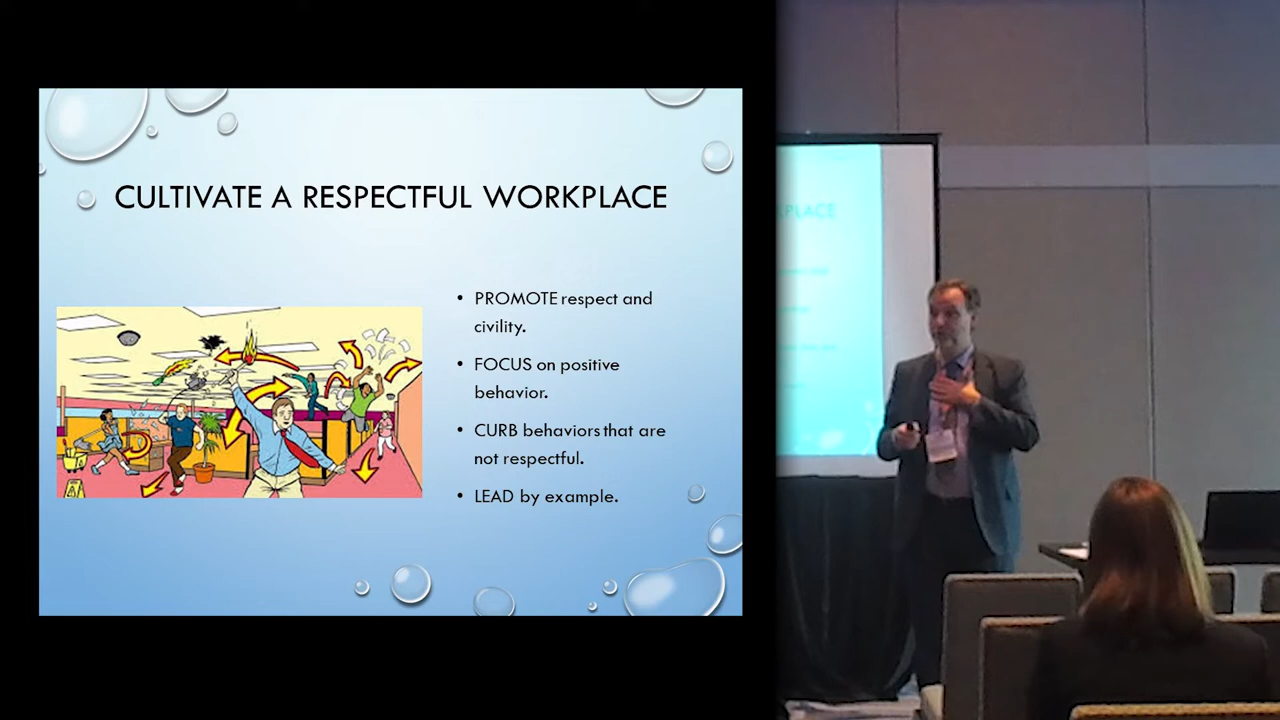 CULTIVATE A RESPECTFUL WORKPLACE
• PROMOTE respect and
civility.
• FOCUS on positive
behavior.
• CURB behaviors that are
not respectful.
• LEAD by example.
PLACE